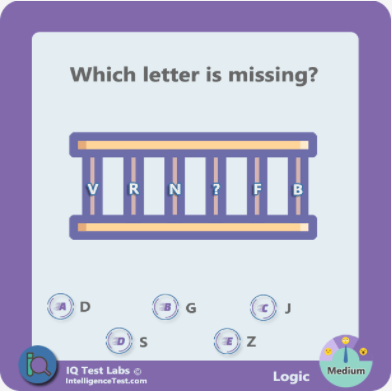 Which letter is missing?
V R N ? F B
A D
B G
C J
D S
E Z
IQ Test Labs ©
IntelligenceTest.com
Logic
Medium